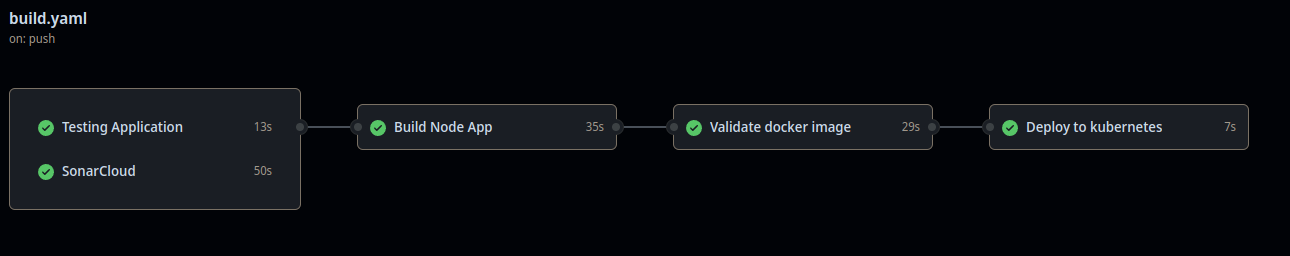 build.yaml
on: push
Testing Application 13s
SonarCloud 50s
Build Node App 35s
Validate docker image 29s
Deploy to kubernetes 7s